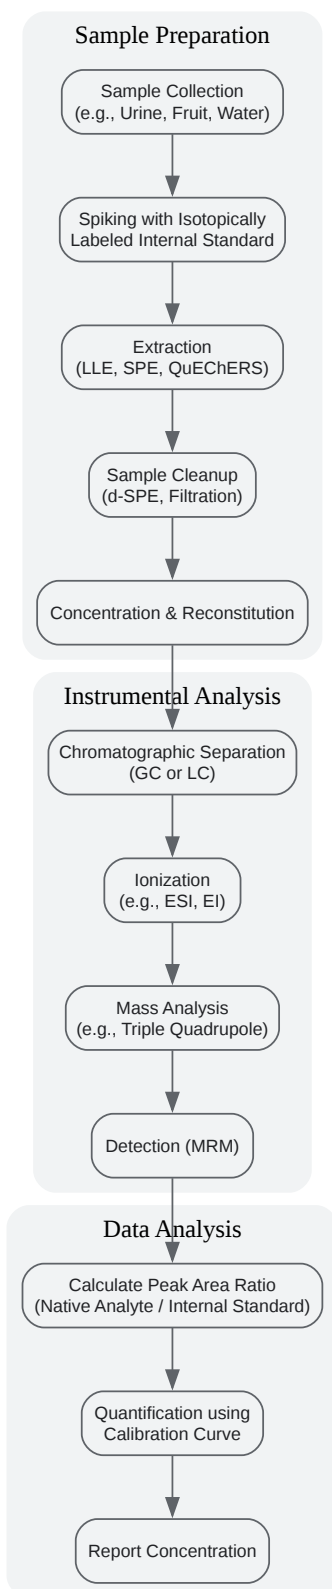 Sample Preparation
Sample Collection
(e.g., Urine, Fruit, Water)
Spiking with Isotopically
Labeled Internal Standard
Extraction
(LLE, SPE, QuEChERS)
Sample Cleanup
(d-SPE, Filtration)
Concentration & Reconstitution
Instrumental Analysis
Chromatographic Separation
(GC or LC)
Ionization
(e.g., ESI, EI)
Mass Analysis
(e.g., Triple Quadrupole)
Detection (MRM)
Data Analysis
Calculate Peak Area Ratio
(Native Analyte / Internal Standard)
Quantification using
Calibration Curve
Report Concentration